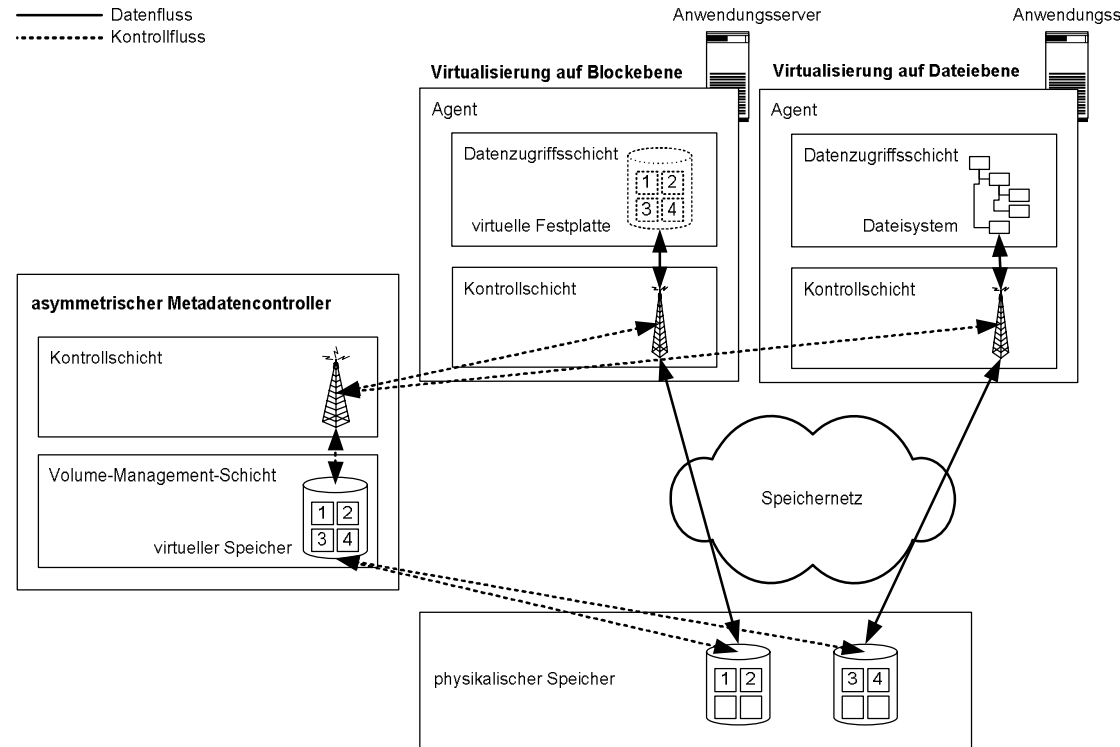 Datenfluss
Kontrollfluss
Anwendungsserver
Anwendungss
Virtualisierung auf Blockebene
Virtualisierung auf Dateiebene
Agent
Datenzugriffsschicht
1 2
3 4
virtuelle Festplatte
Kontrollschicht
Agent
Datenzugriffsschicht
Dateisystem
Kontrollschicht
asymmetrischer Metadatencontroller
Kontrollschicht
Volume-Management-Schicht
1 2
3 4
virtueller Speicher
Speichernetz
physikalischer Speicher
1 2
3 4